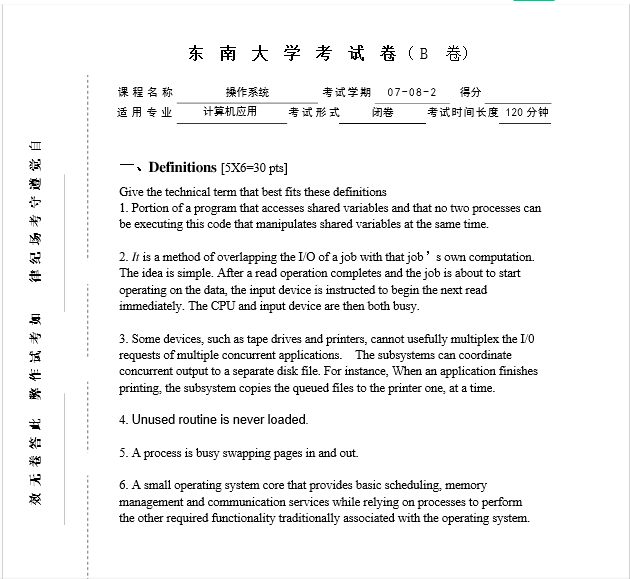 东 南 大 学 考 试 卷 ( B 卷)
课 程 名 称 操作系统 考 试 学 期 07-08-2 得分
适 用 专 业 计算机应用 考 试 形 式 闭卷 考试时间长度 120 分钟
自 觉 遵 守 考 场 纪 律
如 考 试 作 弊 此 答 卷 无 效
一、Definitions [5X6=30 pts]
Give the technical term that best fits these definitions
1. Portion of a program that accesses shared variables and that no two processes can
be executing this code that manipulates shared variables at the same time.
2. It is a method of overlapping the I/O of a job with that job’s own computation.
The idea is simple. After a read operation completes and the job is about to start
operating on the data, the input device is instructed to begin the next read
immediately. The CPU and input device are then both busy.
3. Some devices, such as tape drives and printers, cannot usefully multiplex the I/0
requests of multiple concurrent applications. The subsystems can coordinate
concurrent output to a separate disk file. For instance, When an application finishes
printing, the subsystem copies the queued files to the printer one, at a time.
4. Unused routine is never loaded.
5. A process is busy swapping pages in and out.
6. A small operating system core that provides basic scheduling, memory
management and communication services while relying on processes to perform
the other required functionality traditionally associated with the operating system.